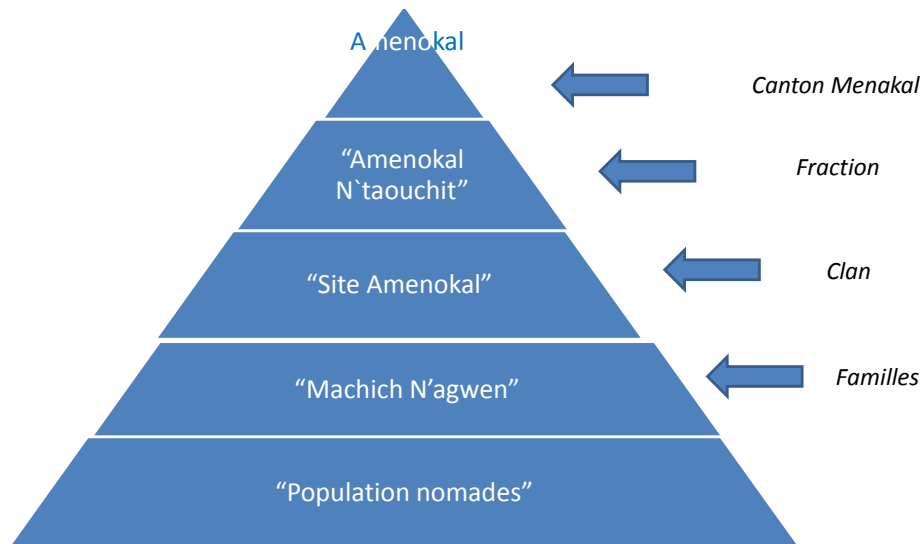 Amenokal
Canton Menakal
“Amenokal
N`taouchit”
Fraction
“Site Amenokal”
Clan
“Machich N’agwen”
Familles
“Population nomades”